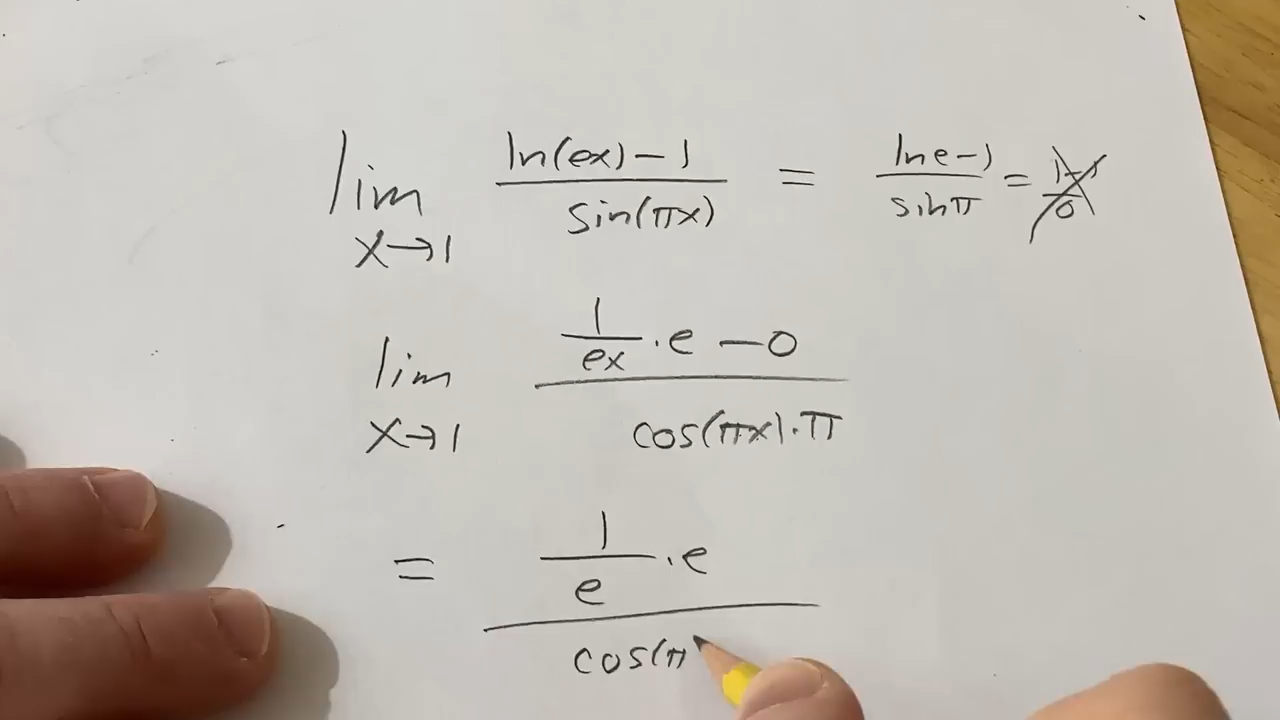 lim x→1 (ln(ex) − 1)/(sin(πx)) = (ln e − 1)/(sin π) = (1−1)/0
lim x→1 (1/(ex) · e − 0)/(cos(πx) · π)
= (1/e · e)/(cos(π